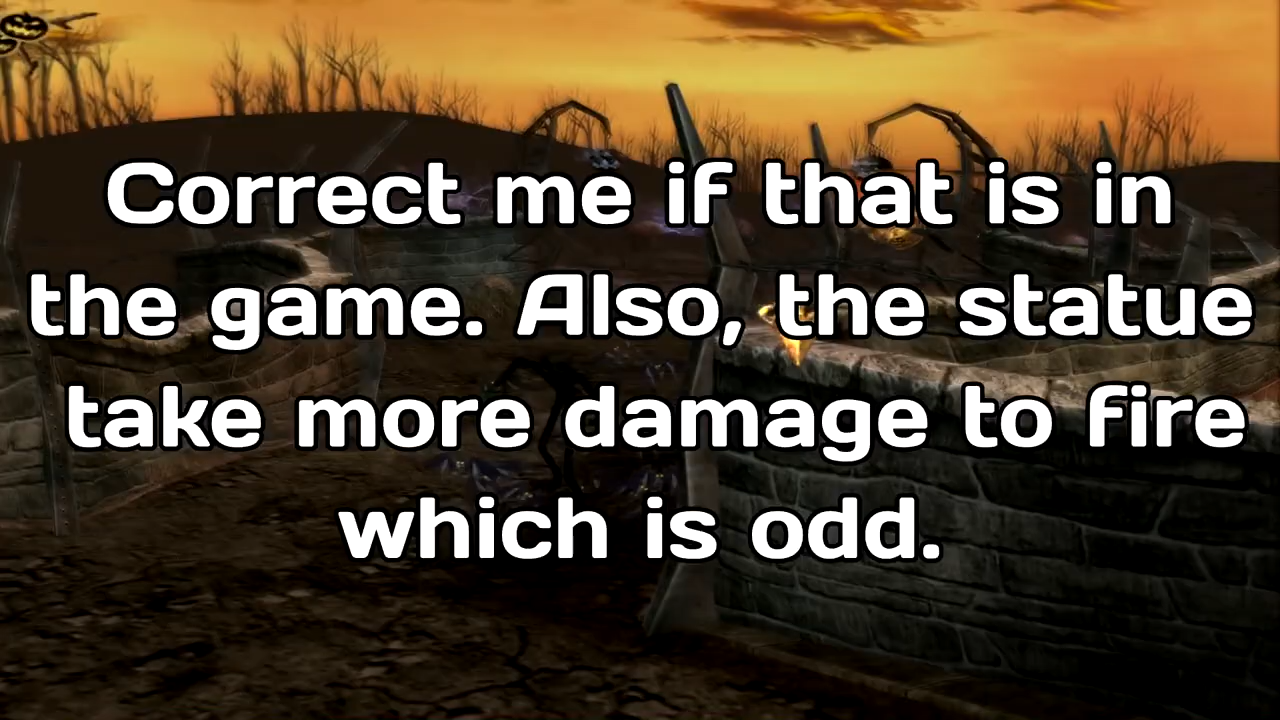 Correct me if that is in
the game. Also, the statue
take more damage to fire
which is odd.